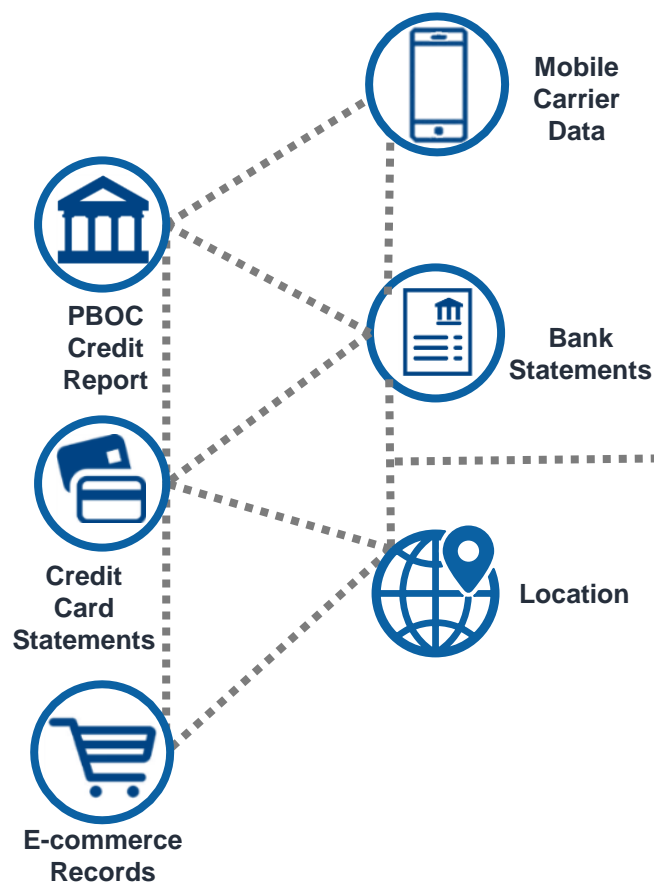 Mobile
Carrier
Data
PBOC
Credit
Report
Bank
Statements
Credit
Card
Statements
Location
E-commerce
Records